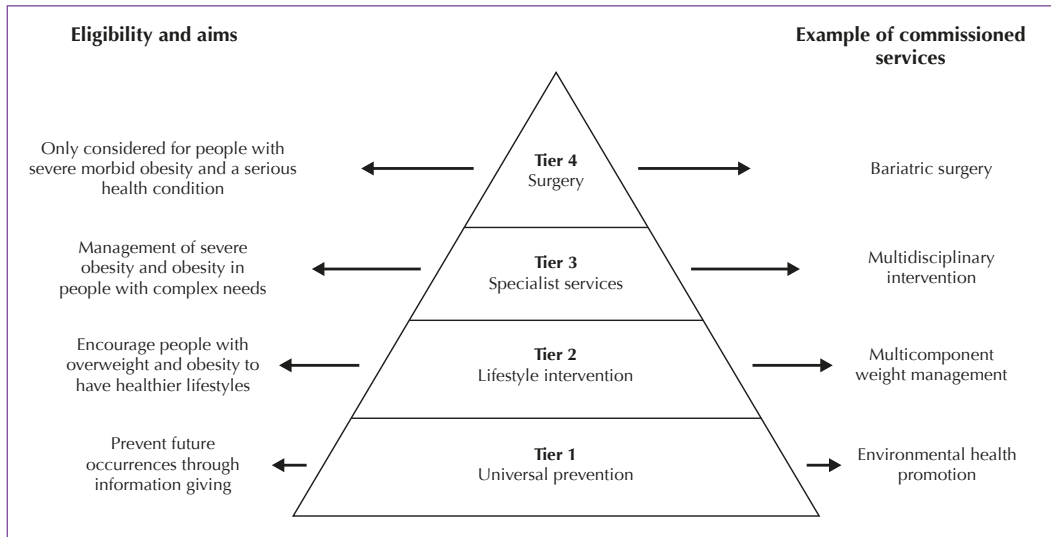 Eligibility and aims
Example of commissioned
services
Only considered for people with
severe morbid obesity and a serious
health condition
Tier 4
Surgery
Bariatric surgery
Management of severe
obesity and obesity in
people with complex needs
Tier 3
Specialist services
Multidisciplinary
intervention
Encourage people with
overweight and obesity to
have healthier lifestyles
Tier 2
Lifestyle intervention
Multicomponent
weight management
Prevent future
occurrences through
information giving
Tier 1
Universal prevention
Environmental health
promotion